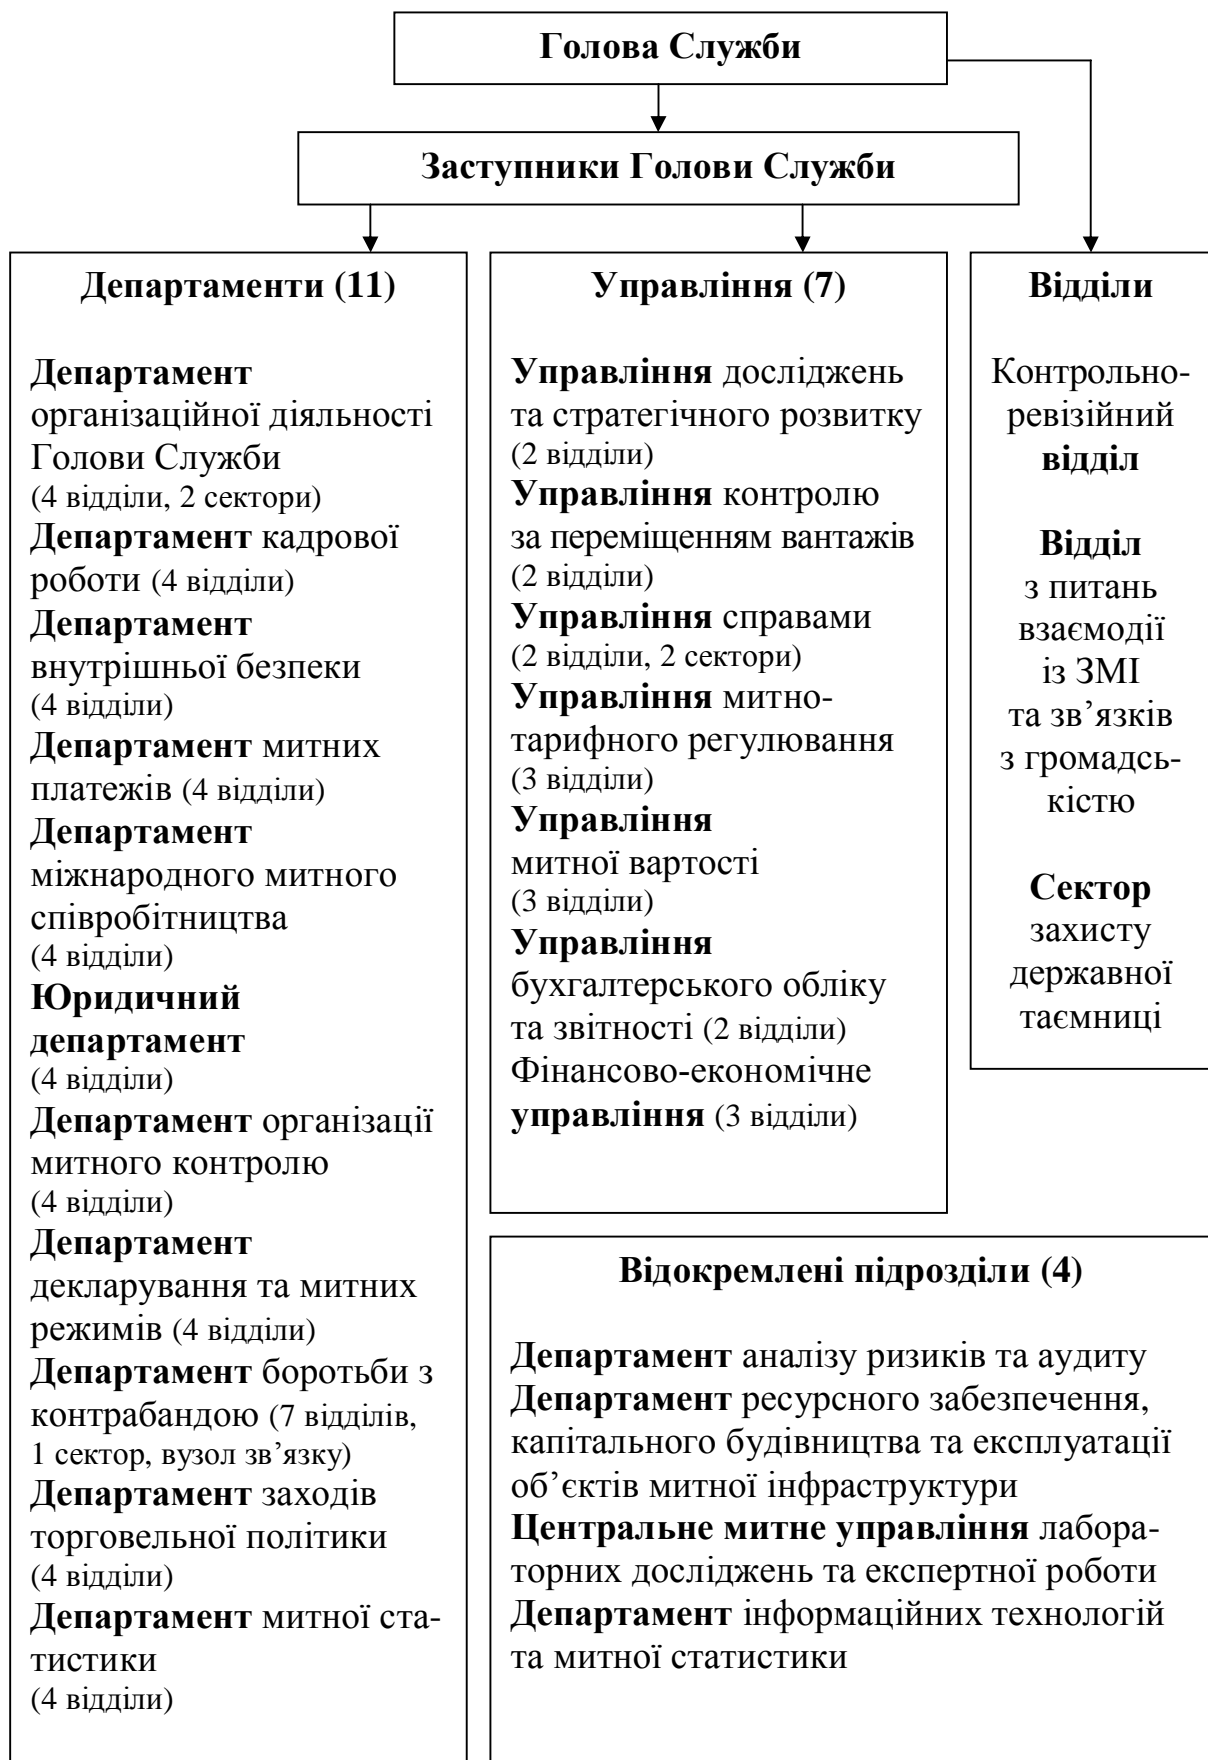 Голова Служби
Заступники Голови Служби
Департаменти (11)
Департамент
організаційної діяльності
Голови Служби
(4 відділи, 2 сектори)
Департамент кадрової
роботи (4 відділи)
Департамент
внутрішньої безпеки
(4 відділи)
Департамент митних
платежів (4 відділи)
Департамент
міжнародного митного
співробітництва
(4 відділи)
Юридичний
департамент
(4 відділи)
Департамент організації
митного контролю
(4 відділи)
Департамент
декларування та митних
режимів (4 відділи)
Департамент боротьби з
контрабандою (7 відділів,
1 сектор, вузол зв’язку)
Департамент заходів
торговельної політики
(4 відділи)
Департамент митної ста-
тистики
(4 відділи)
Управління (7)
Управління досліджень
та стратегічного розвитку
(2 відділи)
Управління контролю
за переміщенням вантажів
(2 відділи)
Управління справами
(2 відділи, 2 сектори)
Управління митно-
тарифного регулювання
(3 відділи)
Управління
митної вартості
(3 відділи)
Управління
бухгалтерського обліку
та звітності (2 відділи)
Фінансово-економічне
управління (3 відділи)
Відділи
Контрольно-
ревізійний
відділ
Відділ
з питань
взаємодії
із ЗМІ
та зв’язків
з громадсь-
кістю
Сектор
захисту
державної
таємниці
Відокремлені підрозділи (4)
Департамент аналізу ризиків та аудиту
Департамент ресурсного забезпечення,
капітального будівництва та експлуатації
об’єктів митної інфраструктури
Центральне митне управління лабора-
торних досліджень та експертної роботи
Департамент інформаційних технологій
та митної статистики